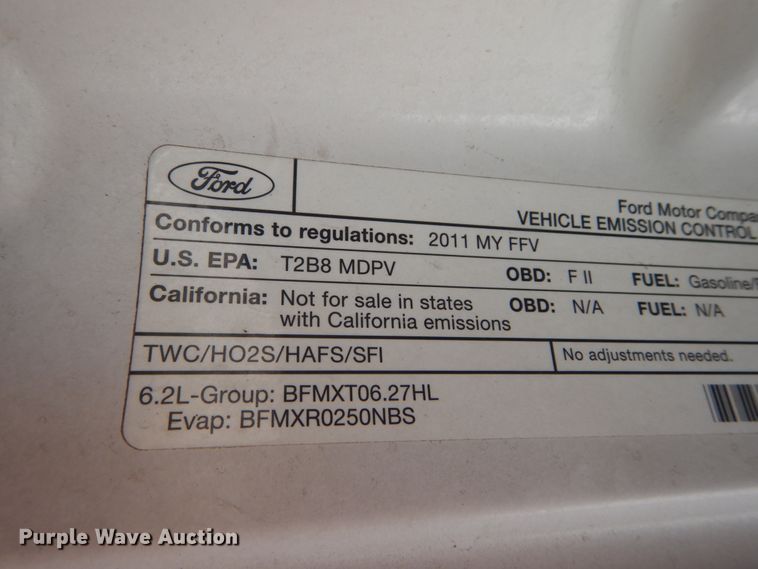 Ford
Ford Motor
VEHICLE EMISSION CONTROL
Conforms to regulations: 2011 MY FFV
U.S. EPA: T2B8 MDPV OBD: F II FUEL: Gasoline/
California: Not for sale in states OBD: N/A FUEL: N/A
with California emissions
TWC/HO2S/HAFS/SFI No adjustments needed.
6.2L-Group: BFMXT06.27HL
Evap: BFMXR0250NBS
Purple Wave Auction